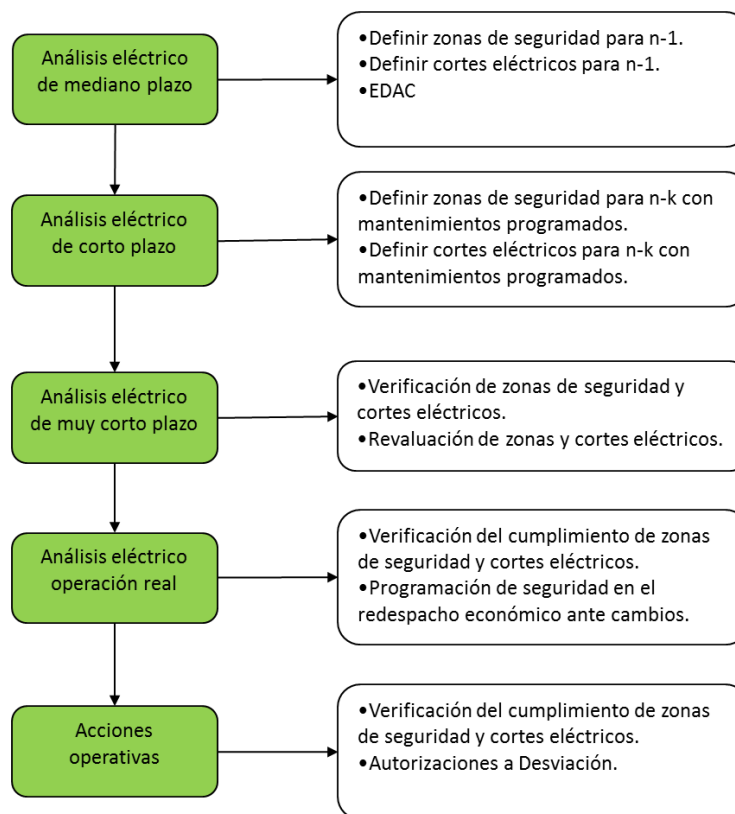 Análisis eléctrico
de mediano plazo
•Definir zonas de seguridad para n-1.
•Definir cortes eléctricos para n-1.
•EDAC
Análisis eléctrico
de corto plazo
•Definir zonas de seguridad para n-k con
mantenimientos programados.
•Definir cortes eléctricos para n-k con
mantenimientos programados.
Análisis eléctrico
de muy corto plazo
•Verificación de zonas de seguridad y
cortes eléctricos.
•Revaluación de zonas y cortes eléctricos.
Análisis eléctrico
operación real
•Verificación del cumplimiento de zonas
de seguridad y cortes eléctricos.
•Programación de seguridad en el
redespacho económico ante cambios.
Acciones
operativas
•Verificación del cumplimiento de zonas
de seguridad y cortes eléctricos.
•Autorizaciones a Desviación.